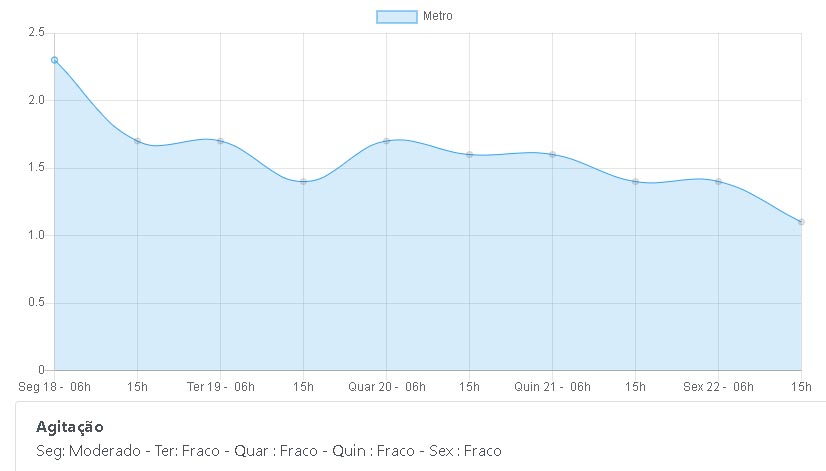 Metro
2.5
2.0
1.5
1.0
0.5
0
Seg 18 - 06h 15h Ter 19 - 06h 15h Quar 20 - 06h 15h Quin 21 - 06h 15h Sex 22 - 06h 15h
Agitação
Seg: Moderado - Ter: Fraco - Quar : Fraco - Quin : Fraco - Sex : Fraco